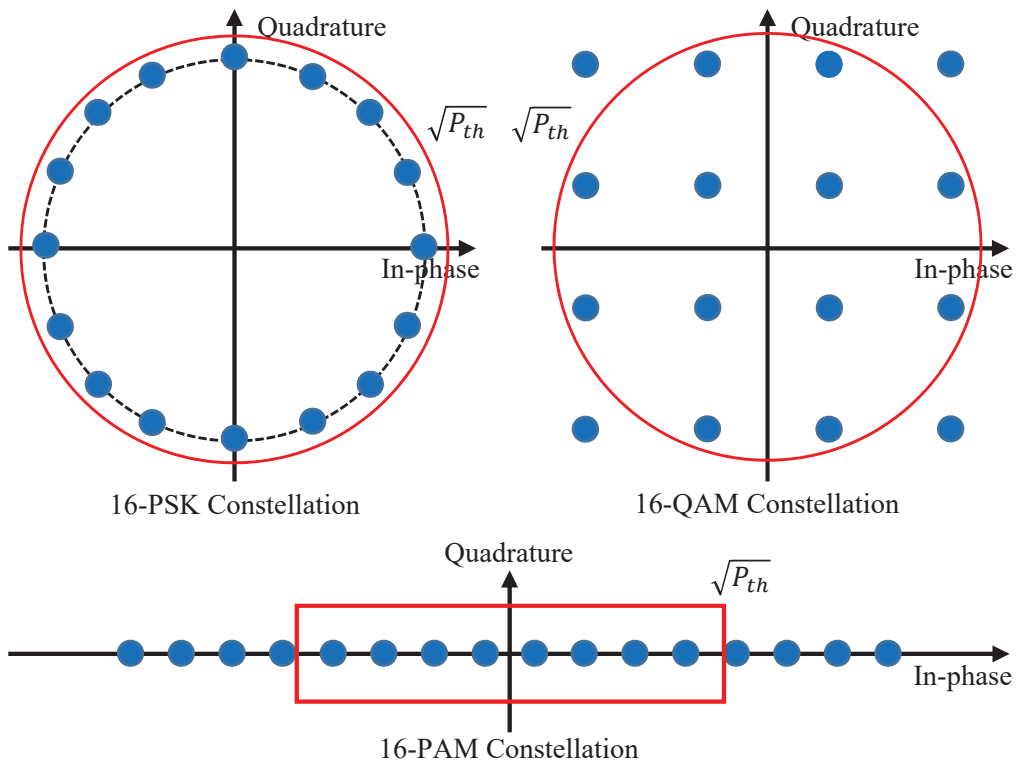 Quadrature
Quadrature
√P_th
√P_th
In-phase
In-phase
16-PSK Constellation
16-QAM Constellation
Quadrature
√P_th
In-phase
16-PAM Constellation